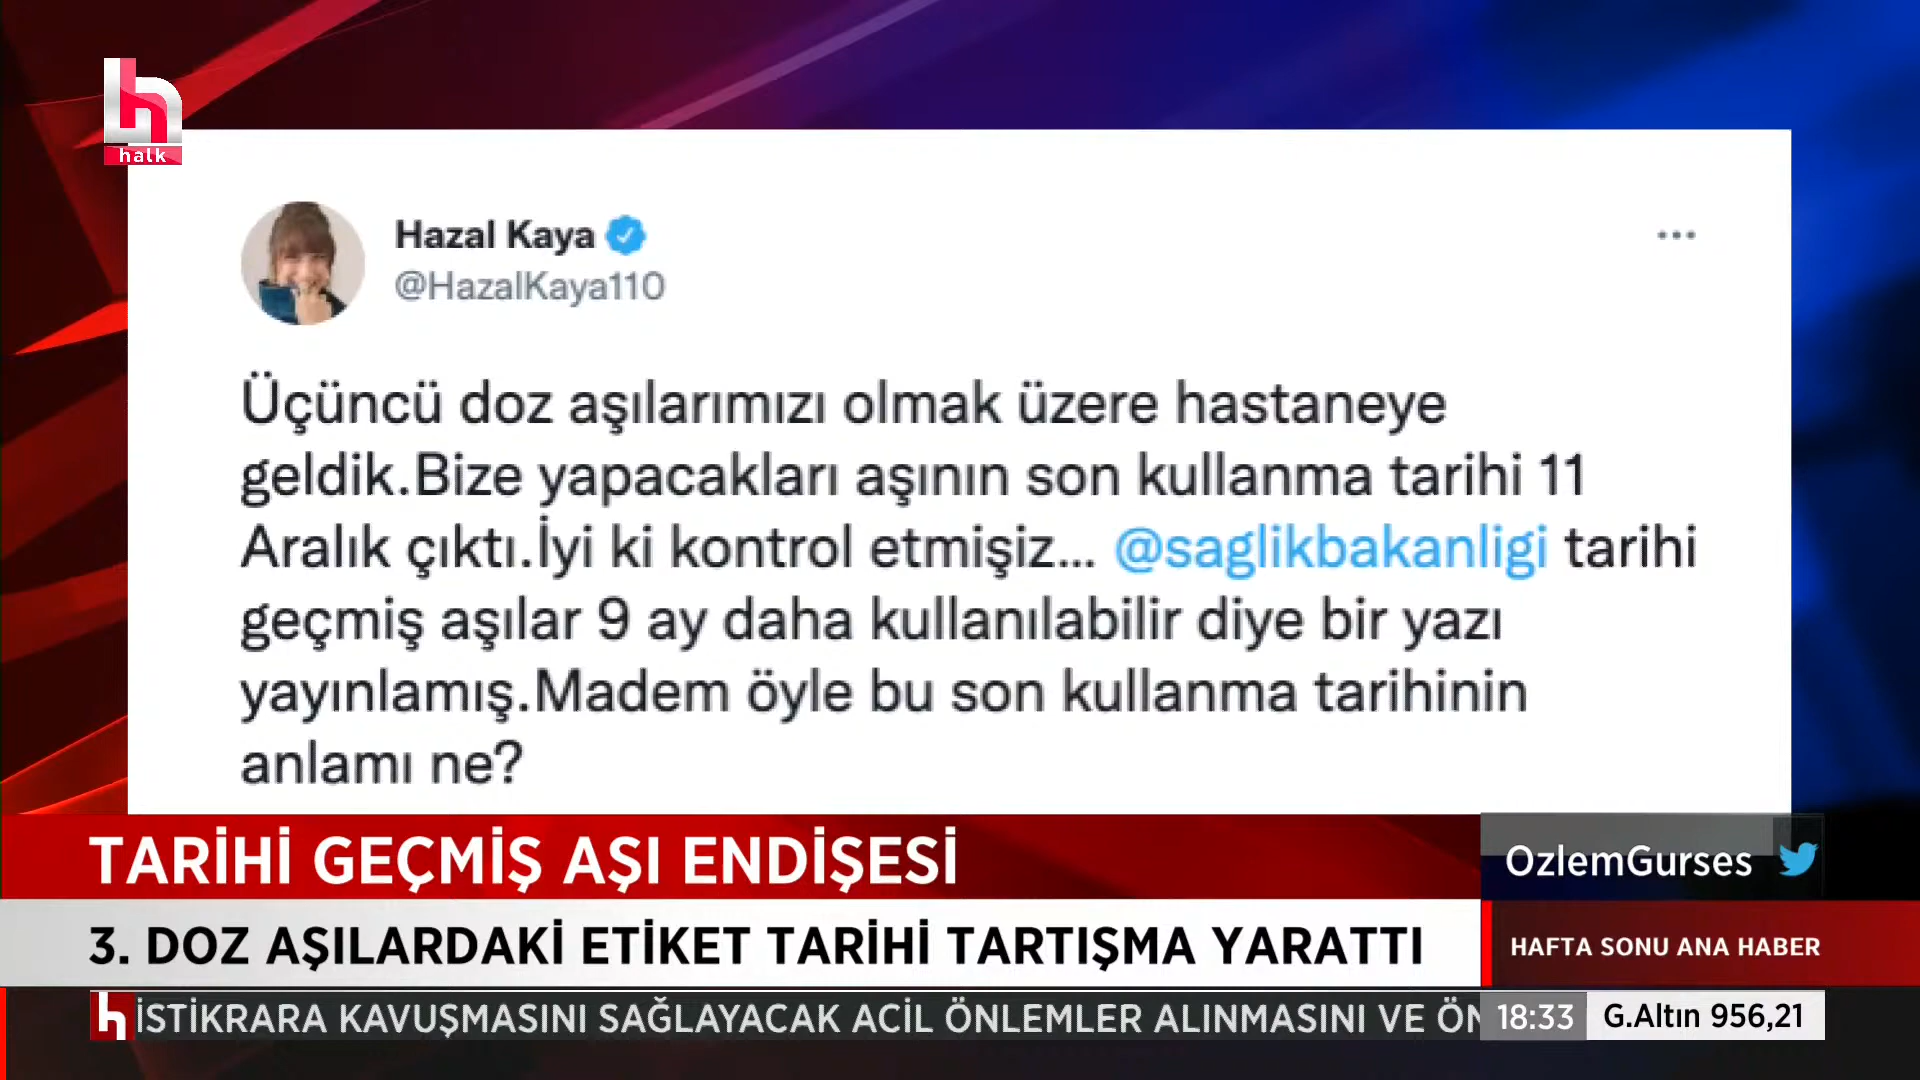 halk
Hazal Kaya
@HazalKaya110
Üçüncü doz aşılarımızı olmak üzere hastaneye
geldik.Bize yapacakları aşının son kullanma tarihi 11
Aralık çıktı.İyi ki kontrol etmişiz... @saglikbakanligi tarihi
geçmiş aşılar 9 ay daha kullanılabilir diye bir yazı
yayınlamış.Madem öyle bu son kullanma tarihinin
anlamı ne?
TARİHİ GEÇMİŞ AŞI ENDİŞESİ
OzlemGurses
3. DOZ AŞILARDAKİ ETİKET TARİHİ TARTIŞMA YARATTI
HAFTA SONU ANA HABER
İSTİKRARA KAVUŞMASINI SAĞLAYACAK ACİL ÖNLEMLER ALINMASINI VE ÖN
18:33
G.Altın 956,21